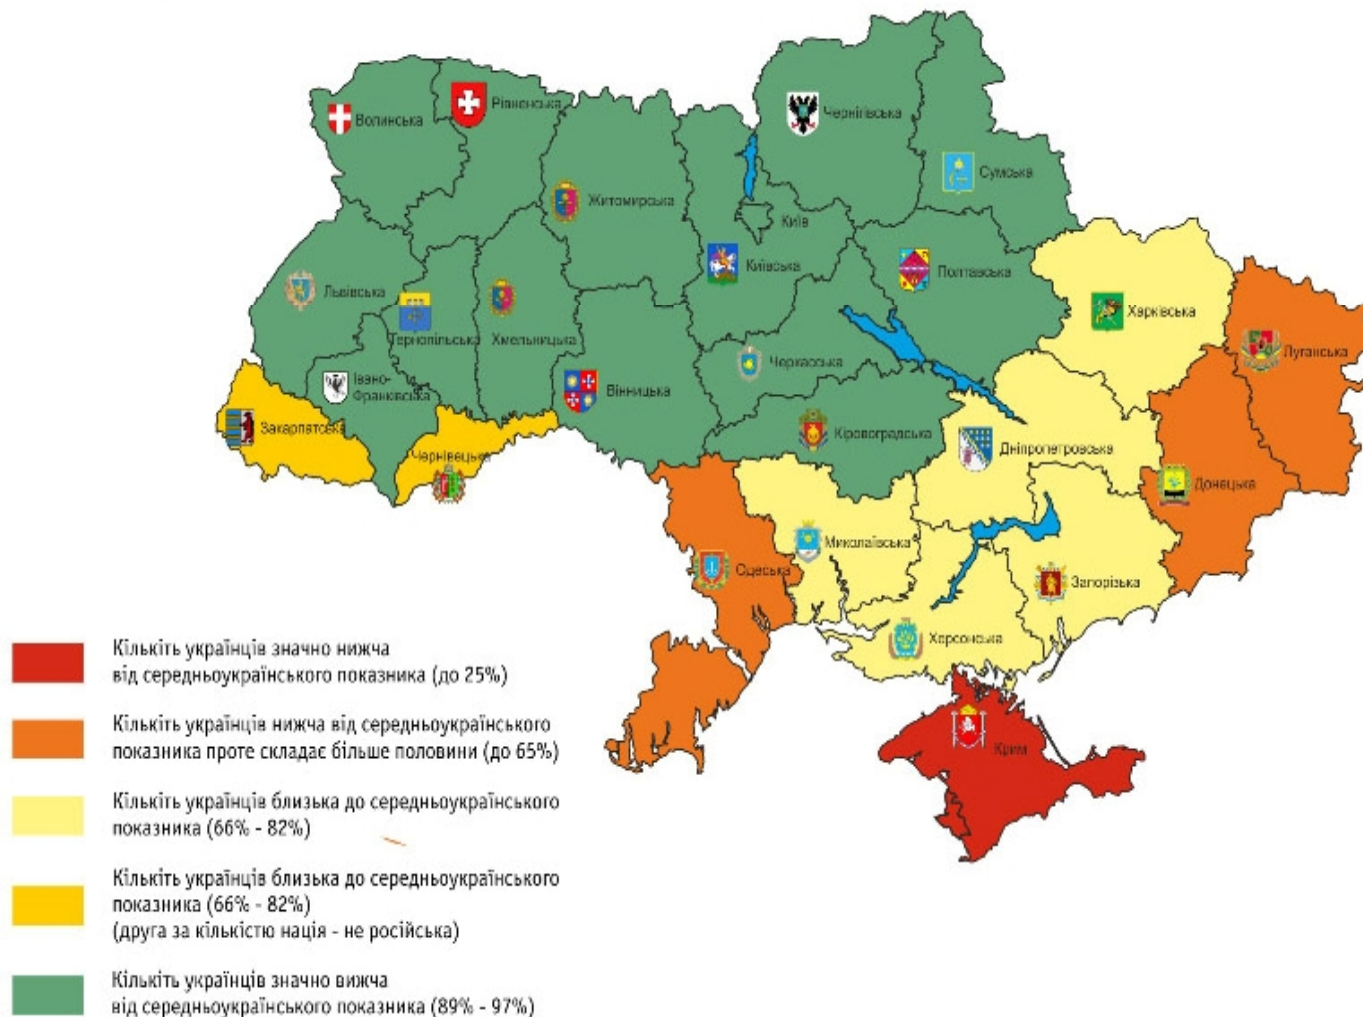 Волинська
Рівненська
Житомирська
Чернігівська
Сумська
Київ
Київська
Полтавська
Харківська
Луганська
Львівська
Тернопільська
Хмельницька
Вінницька
Черкасська
Івано-
Франківська
Закарпатська
Чернівецька
Кіровоградська
Дніпропетровська
Донецька
Миколаївська
Одеська
Запорізька
Херсонська
Крим
Кількіть українців значно нижча
від середньоукраїнського показника (до 25%)
Кількіть українців нижча від середньоукраїнського
показника проте складає більше половини (до 65%)
Кількіть українців близька до середньоукраїнського
показника (66% - 82%)
Кількіть українців близька до середньоукраїнського
показника (66% - 82%)
(друга за кількістю нація - не російська)
Кількіть українців значно вижча
від середньоукраїнського показника (89% - 97%)